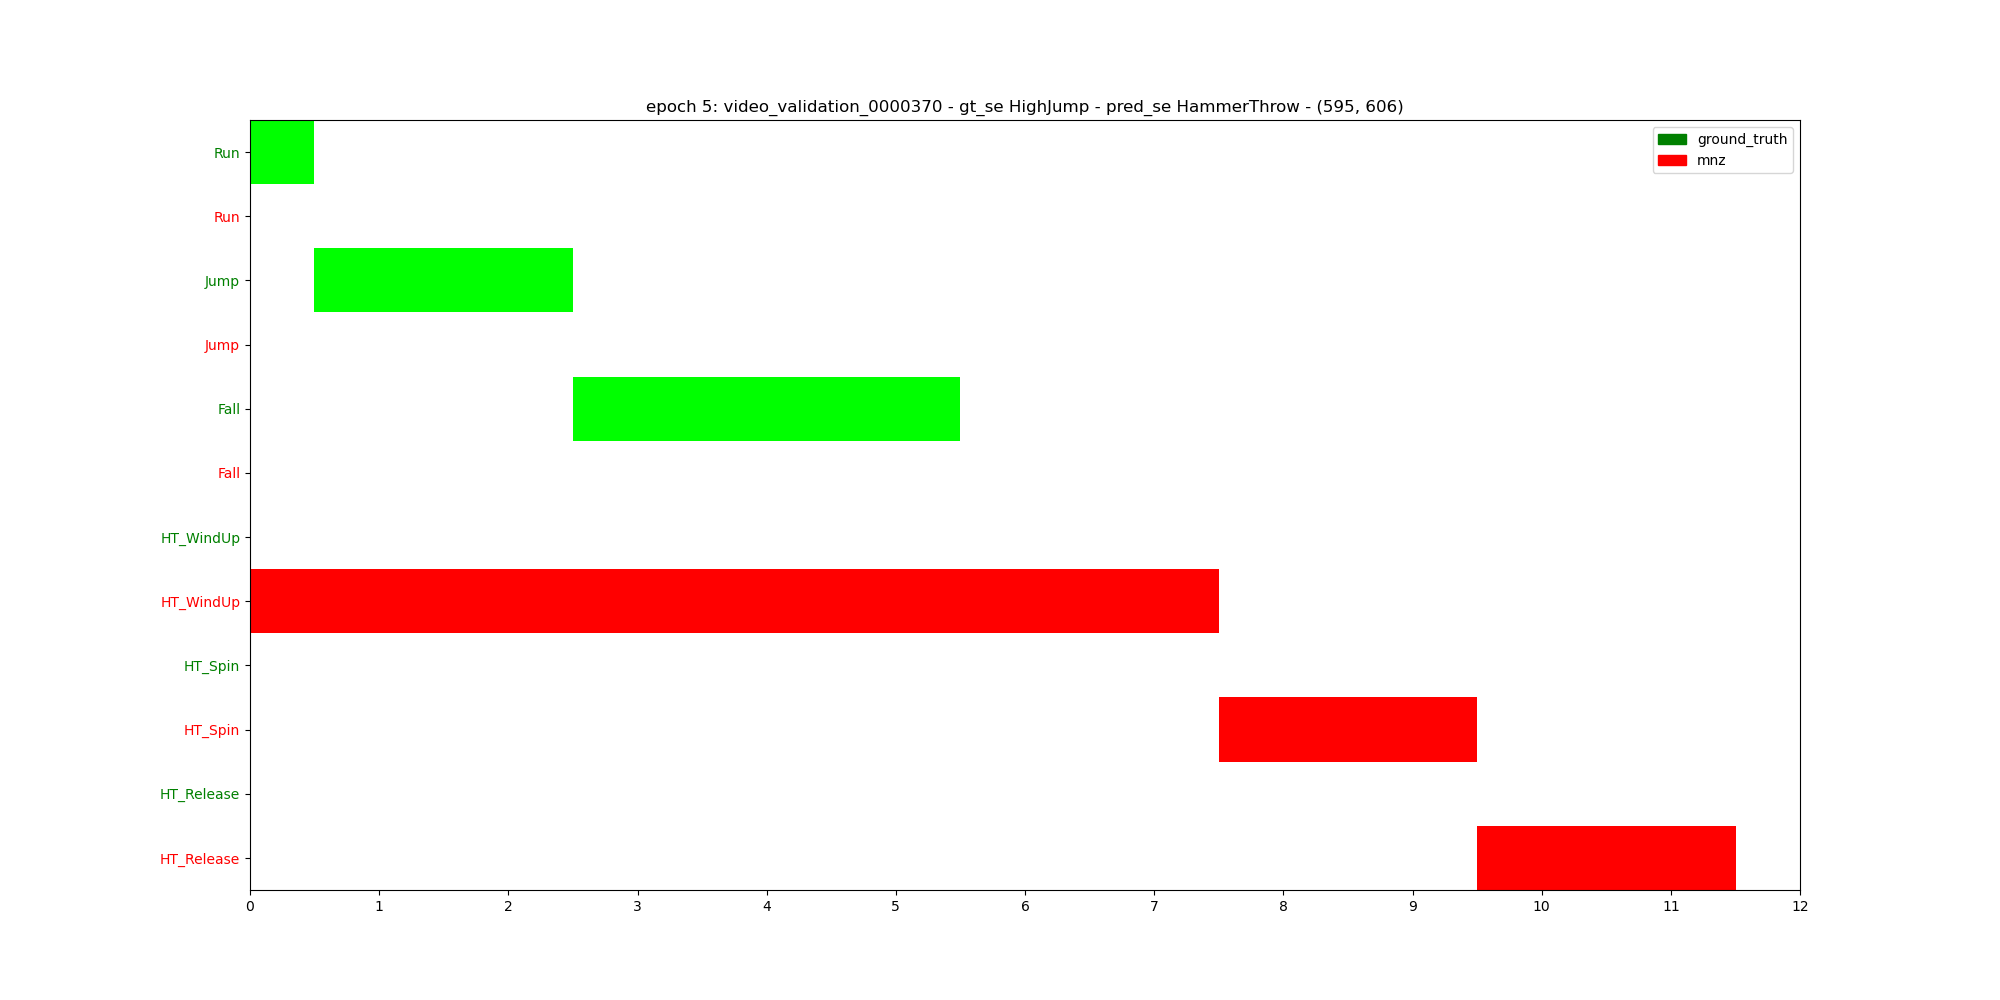 epoch 5: video_validation_0000370 - gt_se HighJump - pred_se HammerThrow - (595, 606)
ground_truth
mnz
Run
Run
Jump
Jump
Fall
Fall
HT_WindUp
HT_WindUp
HT_Spin
HT_Spin
HT_Release
HT_Release
0 1 2 3 4 5 6 7 8 9 10 11 12